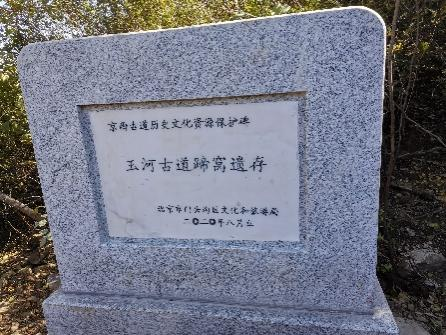 京西古道历史文化资源保护碑
玉河古道蹄窝遗存
北京市门头沟区文化和旅游局
二〇二〇年八月立